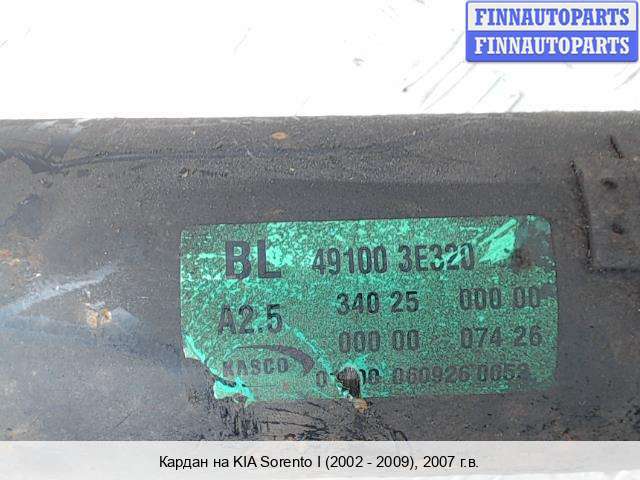 FINNAUTOPARTS
FINNAUTOPARTS
BL 49100 3E320
A2.5 340 25 000 00
000 00 074 26
KASCO 060926 0053
Кардан на KIA Sorento I (2002 - 2009), 2007 г.в.